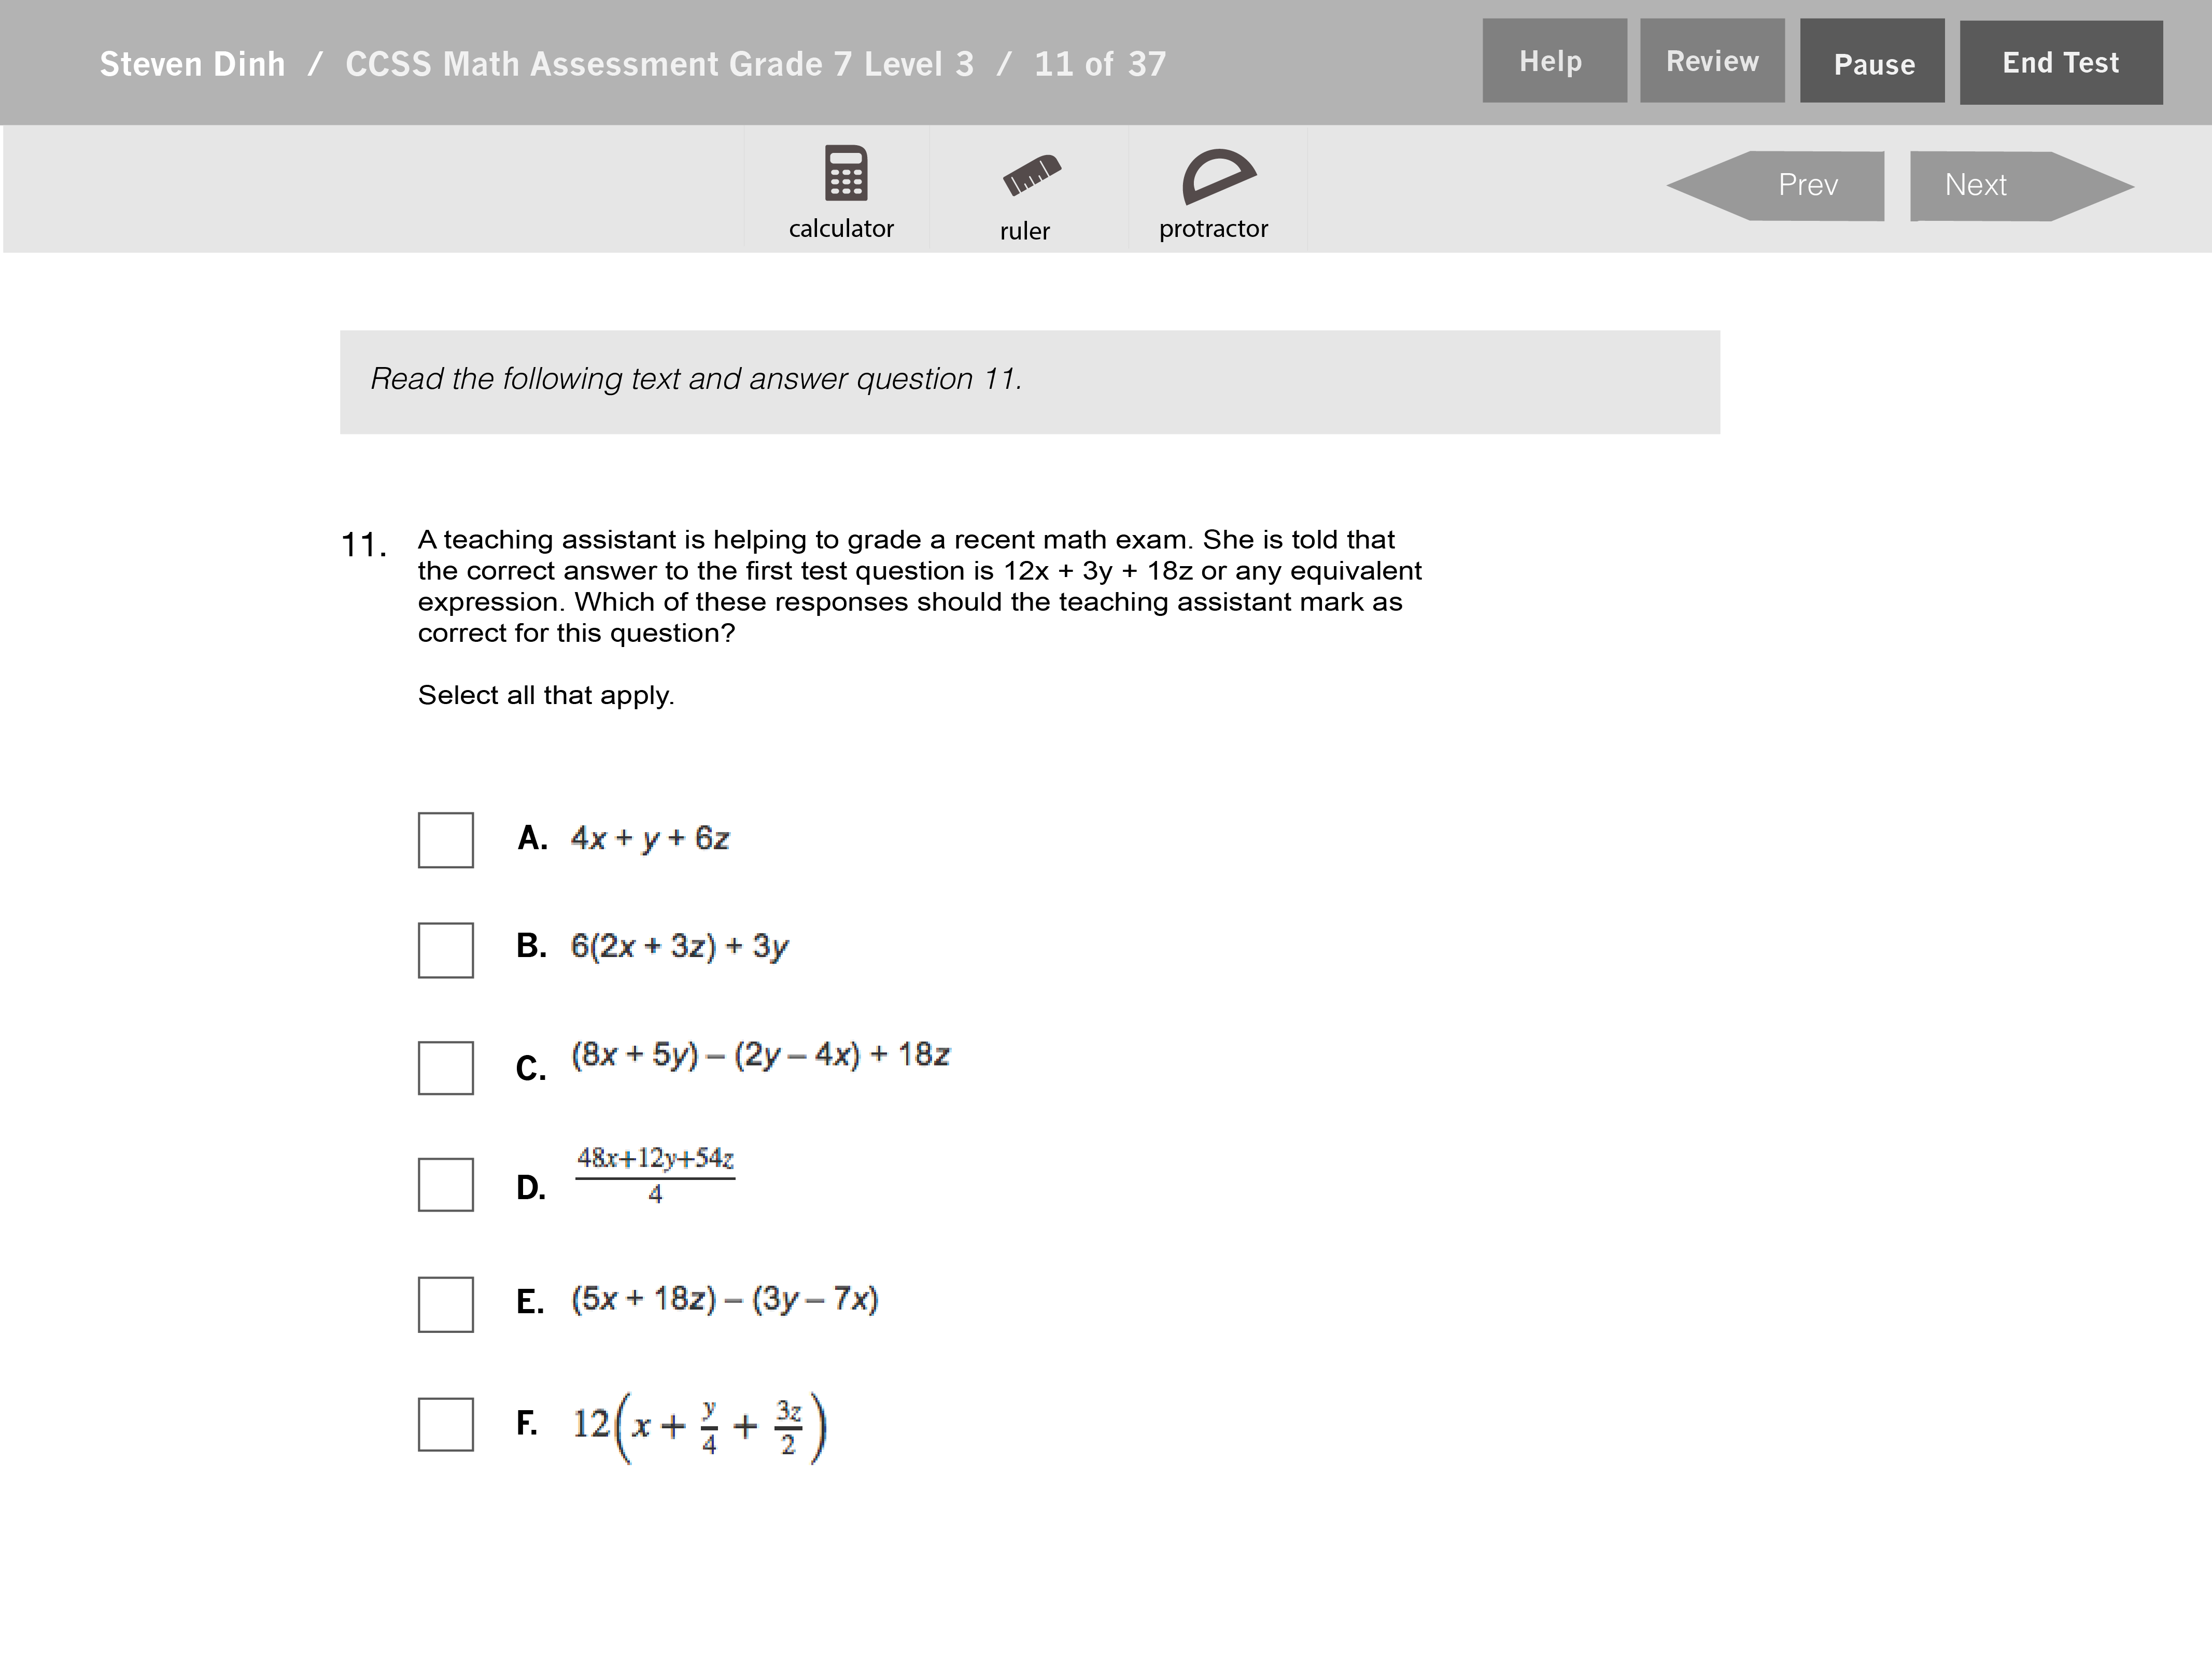 Steven Dinh / CCSS Math Assessment Grade 7 Level 3 / 11 of 37
Help
Review
Pause
End Test
calculator
ruler
protractor
Prev
Next
Read the following text and answer question 11.
11. A teaching assistant is helping to grade a recent math exam. She is told that
the correct answer to the first test question is 12x + 3y + 18z or any equivalent
expression. Which of these responses should the teaching assistant mark as
correct for this question?
Select all that apply.
A. 4x + y + 6z
B. 6(2x + 3z) + 3y
C. (8x + 5y) – (2y – 4x) + 18z
D. \frac{48x+12y+54z}{4}
E. (5x + 18z) – (3y – 7x)
F. 12(x + \frac{y}{4} + \frac{3z}{2})